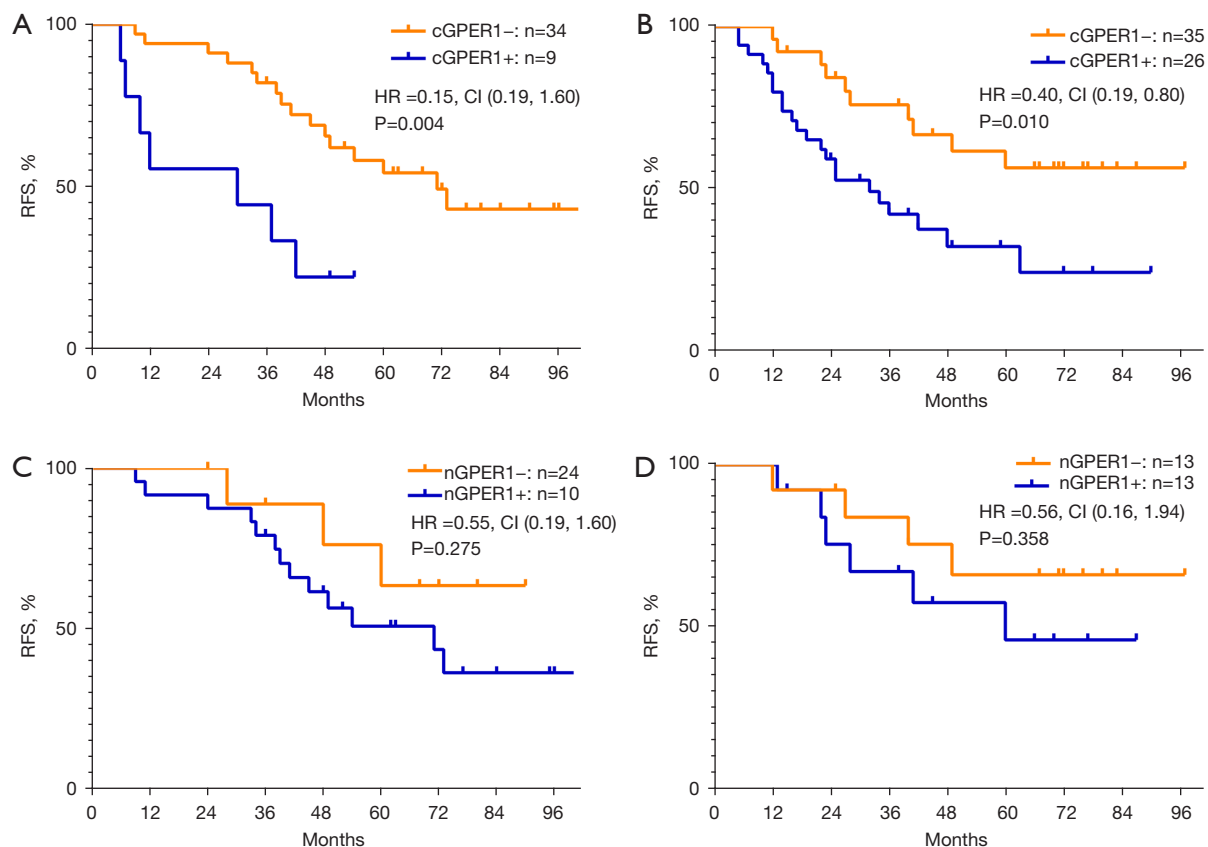 A
100
50
0
RFS, %
0 12 24 36 48 60 72 84 96
Months
cGPER1−: n=34
cGPER1+: n=9
HR =0.15, CI (0.19, 1.60)
P=0.004
B
100
50
0
RFS, %
0 12 24 36 48 60 72 84 96
Months
cGPER1−: n=35
cGPER1+: n=26
HR =0.40, CI (0.19, 0.80)
P=0.010
C
100
50
0
RFS, %
0 12 24 36 48 60 72 84 96
Months
nGPER1−: n=24
nGPER1+: n=10
HR =0.55, CI (0.19, 1.60)
P=0.275
D
100
50
0
RFS, %
0 12 24 36 48 60 72 84 96
Months
nGPER1−: n=13
nGPER1+: n=13
HR =0.56, CI (0.16, 1.94)
P=0.358